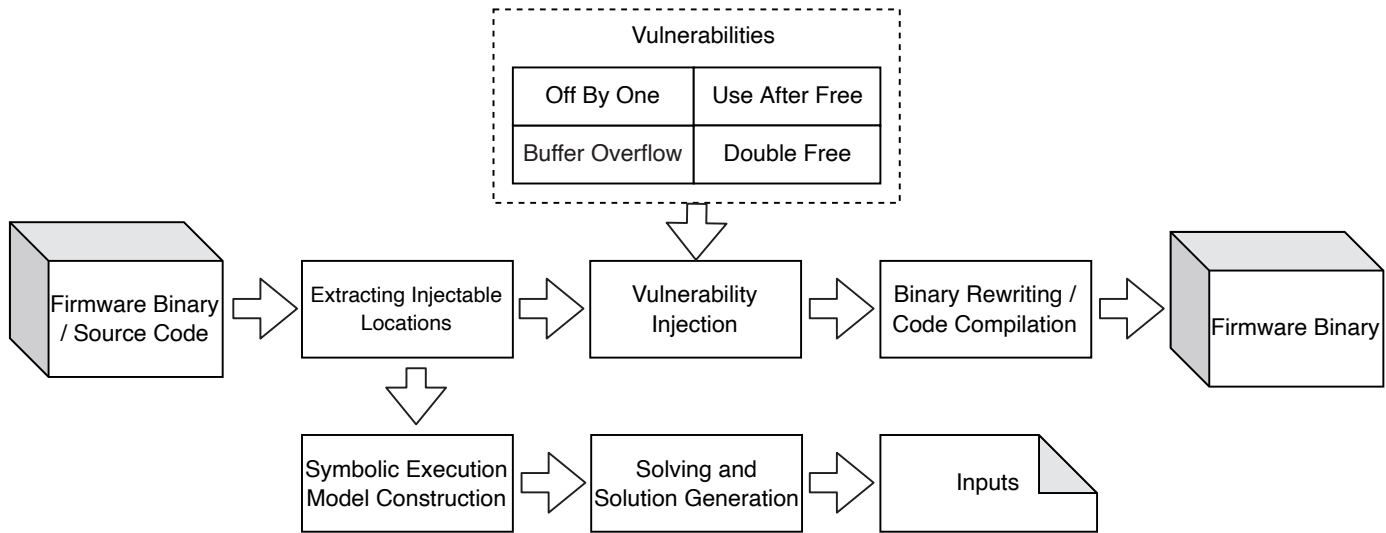 Vulnerabilities
Off By One
Use After Free
Buffer Overflow
Double Free
Firmware Binary
/ Source Code
Extracting Injectable
Locations
Vulnerability
Injection
Binary Rewriting /
Code Compilation
Firmware Binary
Symbolic Execution
Model Construction
Solving and
Solution Generation
Inputs